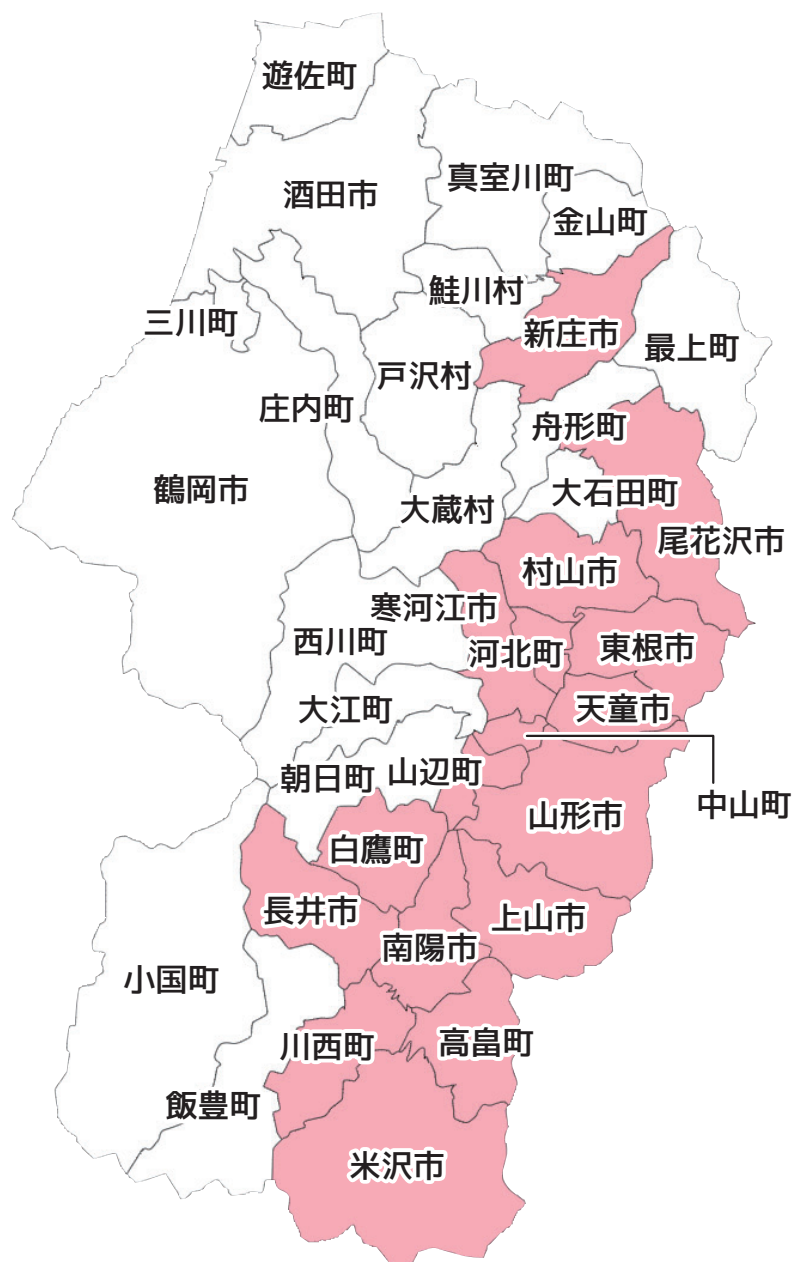 遊佐町
酒田市
真室川町
金山町
鮭川村
三川町
新庄市
最上町
戸沢村
庄内町
舟形町
鶴岡市
大蔵村
大石田町
尾花沢市
村山市
寒河江市
西川町
河北町
東根市
大江町
天童市
朝日町
山辺町
中山町
山形市
白鷹町
長井市
上山市
南陽市
小国町
川西町
高畠町
飯豊町
米沢市